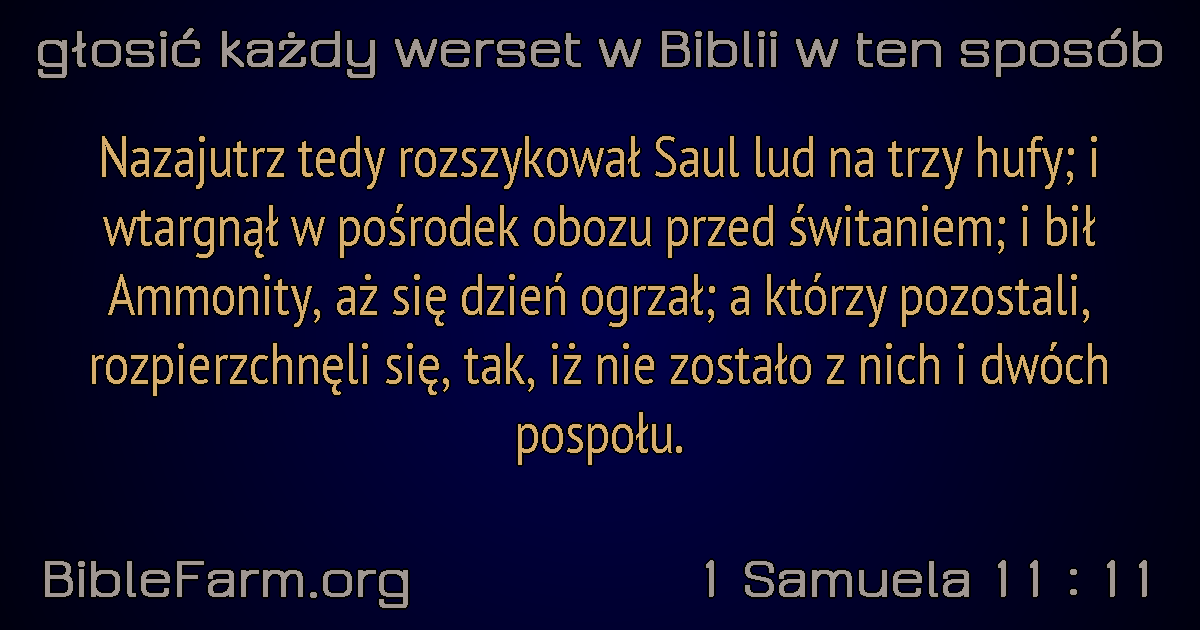 głosić każdy werset w Biblii w ten sposób
Nazajutrz tedy rozszykował Saul lud na trzy hufy; i
wtargnął w pośrodek obozu przed świtaniem; i bił
Ammonity, aż się dzień ogrzał; a którzy pozostali,
rozpierzchnęli się, tak, iż nie zostało z nich i dwóch
pospołu.
BibleFarm.org
1 Samuela 11 : 11